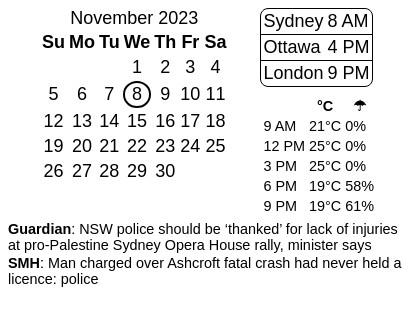 November 2023
Su Mo Tu We Th Fr Sa
1 2 3 4
5 6 7 8 9 10 11
12 13 14 15 16 17 18
19 20 21 22 23 24 25
26 27 28 29 30
Sydney 8 AM
Ottawa 4 PM
London 9 PM
°C ☂
9 AM 21°C 0%
12 PM 25°C 0%
3 PM 25°C 0%
6 PM 19°C 58%
9 PM 19°C 61%
Guardian: NSW police should be ‘thanked’ for lack of injuries
at pro-Palestine Sydney Opera House rally, minister says
SMH: Man charged over Ashcroft fatal crash had never held a
licence: police